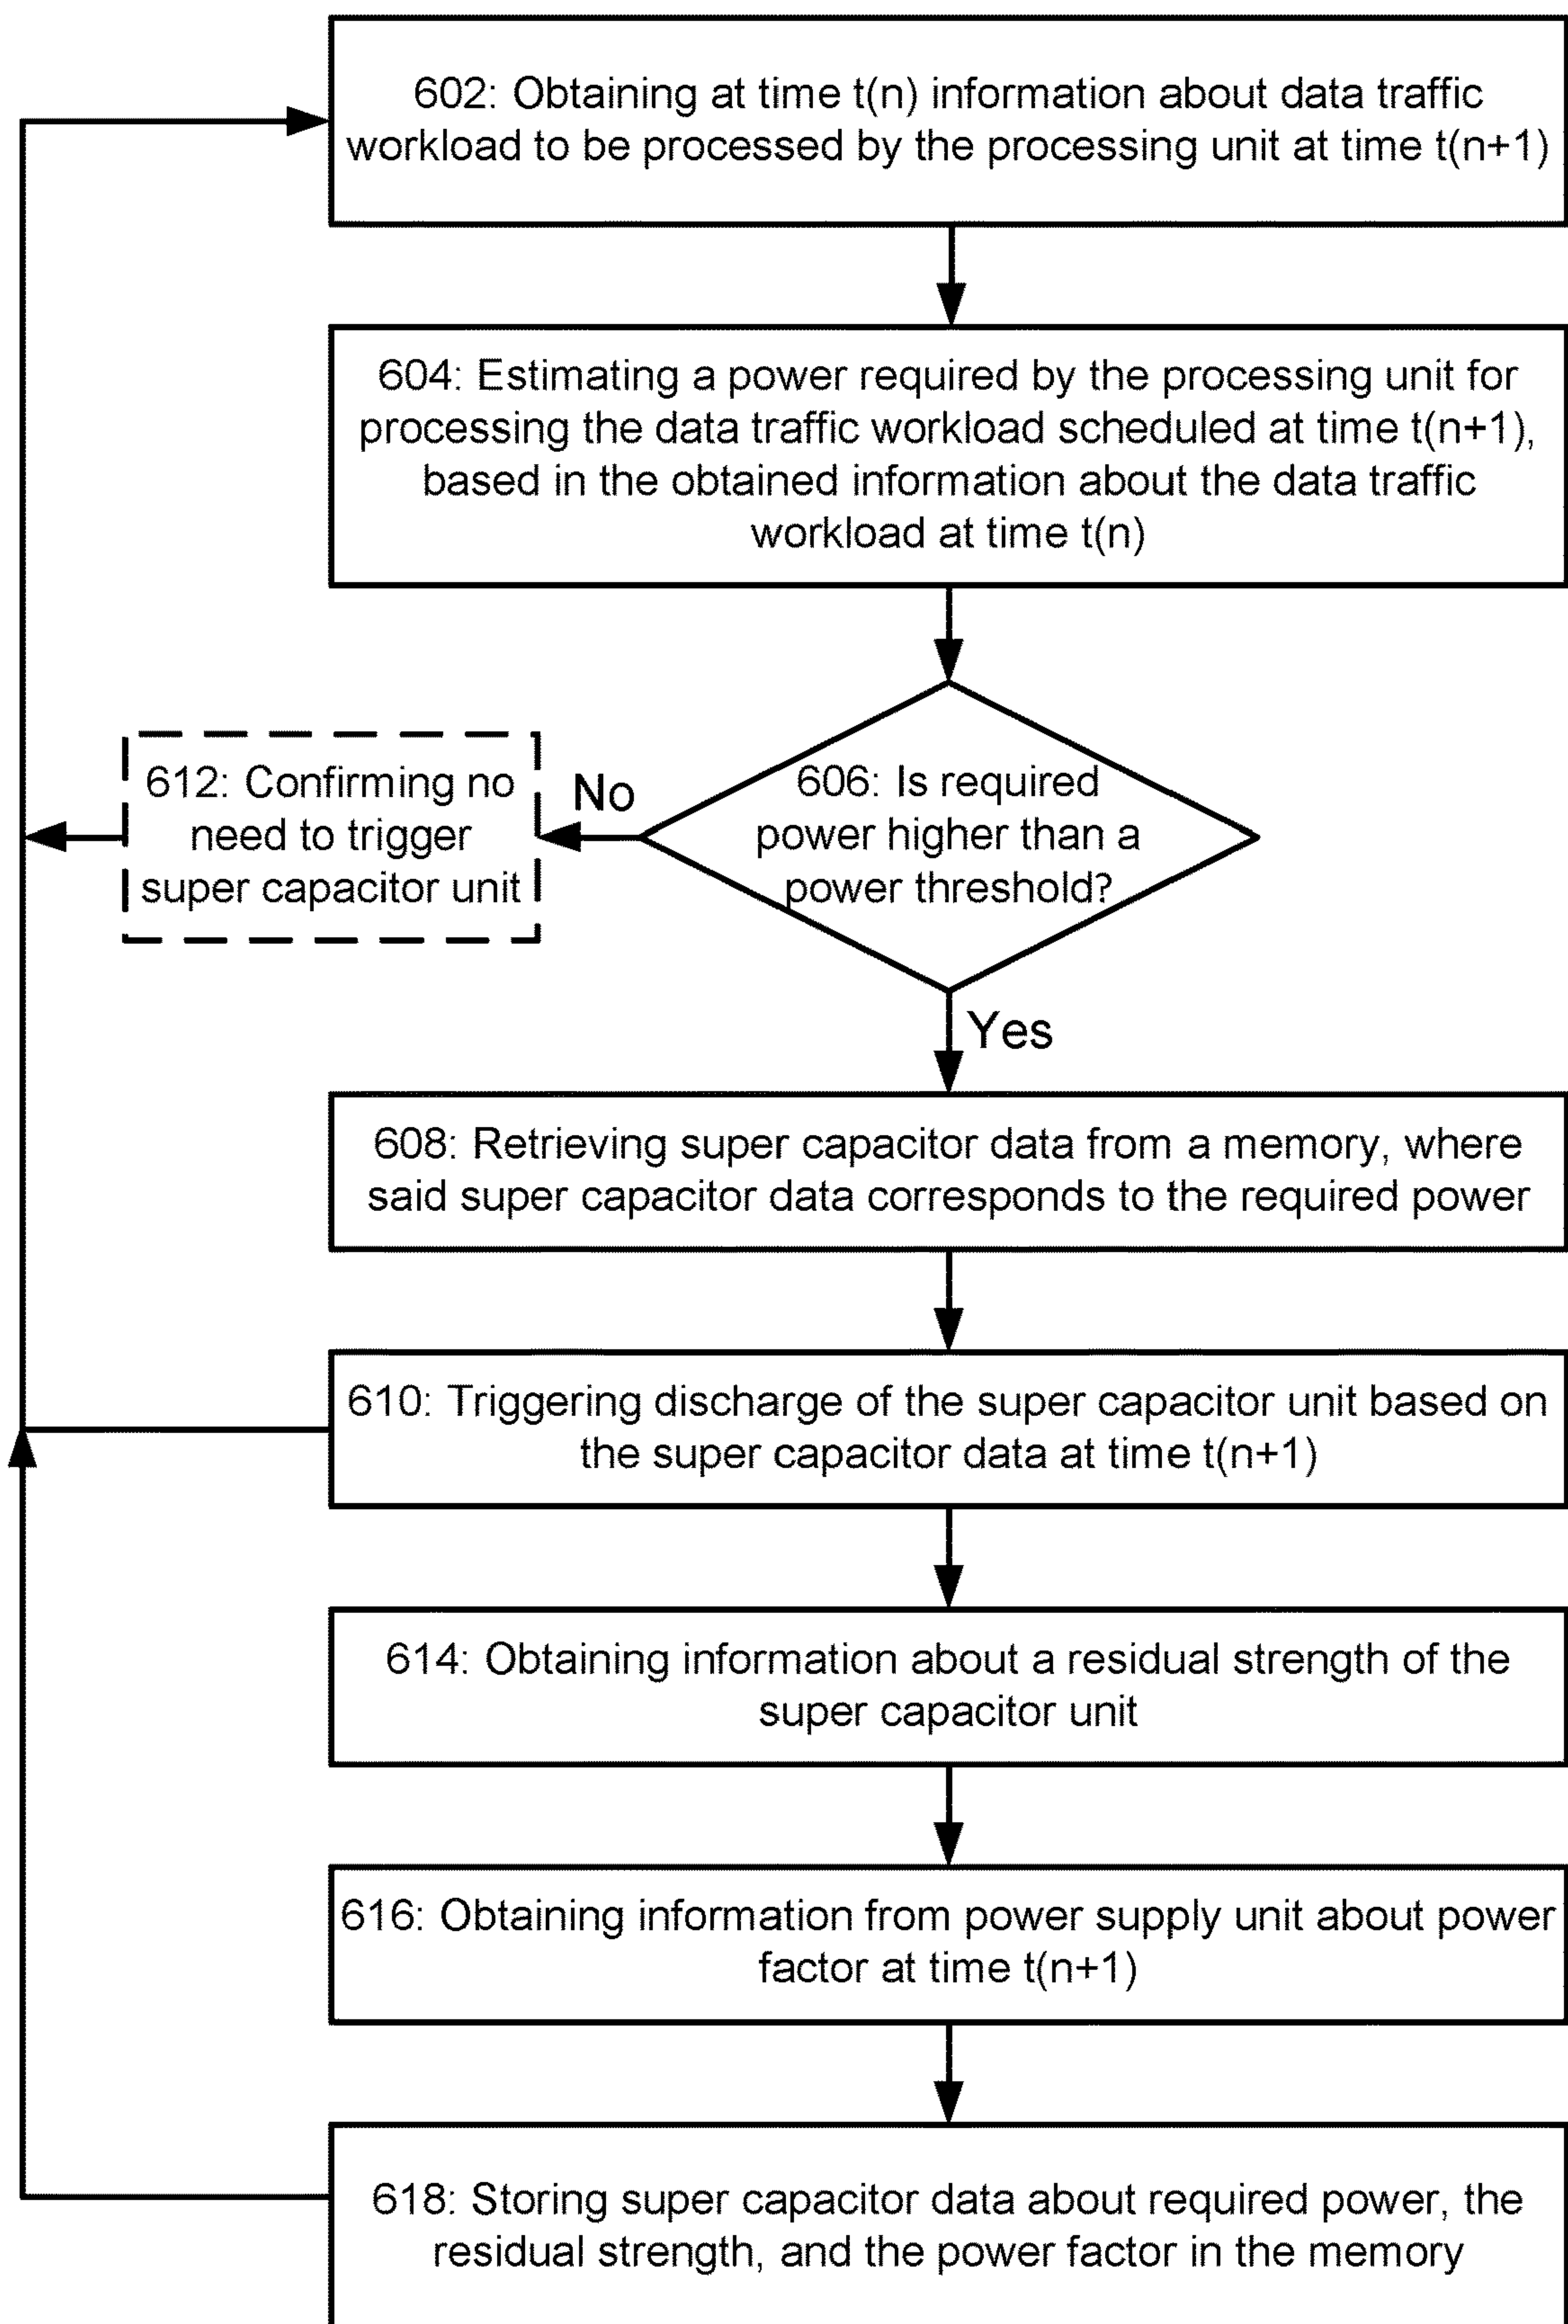 602: Obtaining at time t(n) information about data traffic
workload to be processed by the processing unit at time t(n+1)
604: Estimating a power required by the processing unit for
processing the data traffic workload scheduled at time t(n+1),
based in the obtained information about the data traffic
workload at time t(n)
606: Is required
power higher than a
power threshold?
No
612: Confirming no
need to trigger
super capacitor unit
Yes
608: Retrieving super capacitor data from a memory, where
said super capacitor data corresponds to the required power
610: Triggering discharge of the super capacitor unit based on
the super capacitor data at time t(n+1)
614: Obtaining information about a residual strength of the
super capacitor unit
616: Obtaining information from power supply unit about power
factor at time t(n+1)
618: Storing super capacitor data about required power, the
residual strength, and the power factor in the memory